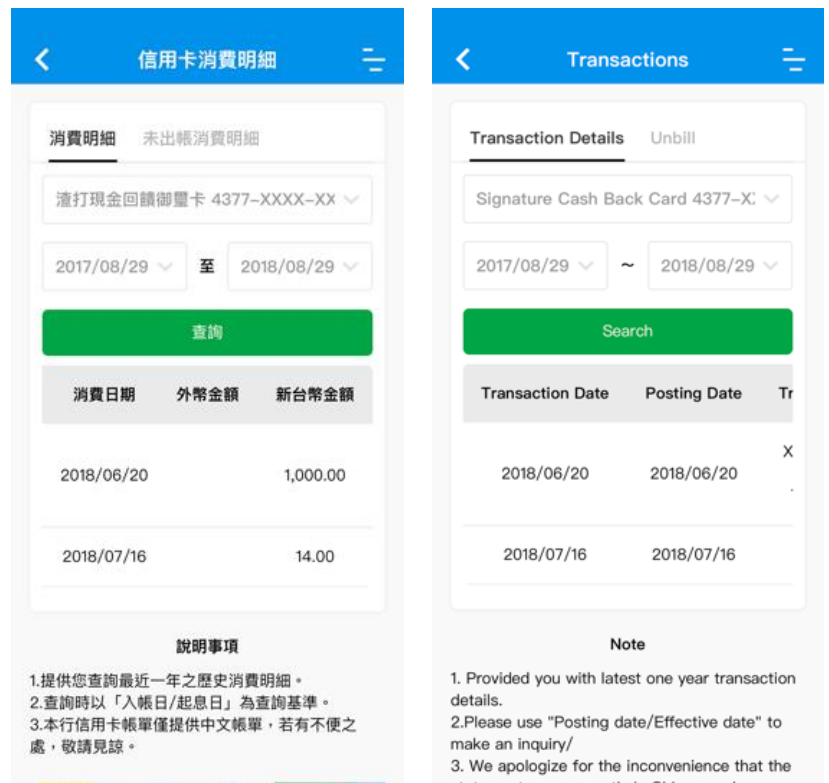 信用卡消費明細
消費明細 未出帳消費明細
渣打現金回饋御璽卡 4377-XXXX-XX
2017/08/29 至 2018/08/29
查詢
消費日期 外幣金額 新台幣金額
2018/06/20 1,000.00
2018/07/16 14.00
說明事項
1.提供您查詢最近一年之歷史消費明細。
2.查詢時以「入帳日/起息日」為查詢基準。
3.本行信用卡帳單僅提供中文帳單，若有不便之
處，敬請見諒。
Transactions
Transaction Details Unbill
Signature Cash Back Card 4377-X
2017/08/29 ~ 2018/08/29
Search
Transaction Date Posting Date Tr
2018/06/20 2018/06/20 X
2018/07/16 2018/07/16
Note
1. Provided you with latest one year transaction
details.
2.Please use "Posting date/Effective date" to
make an inquiry/
3. We apologize for the inconvenience that the